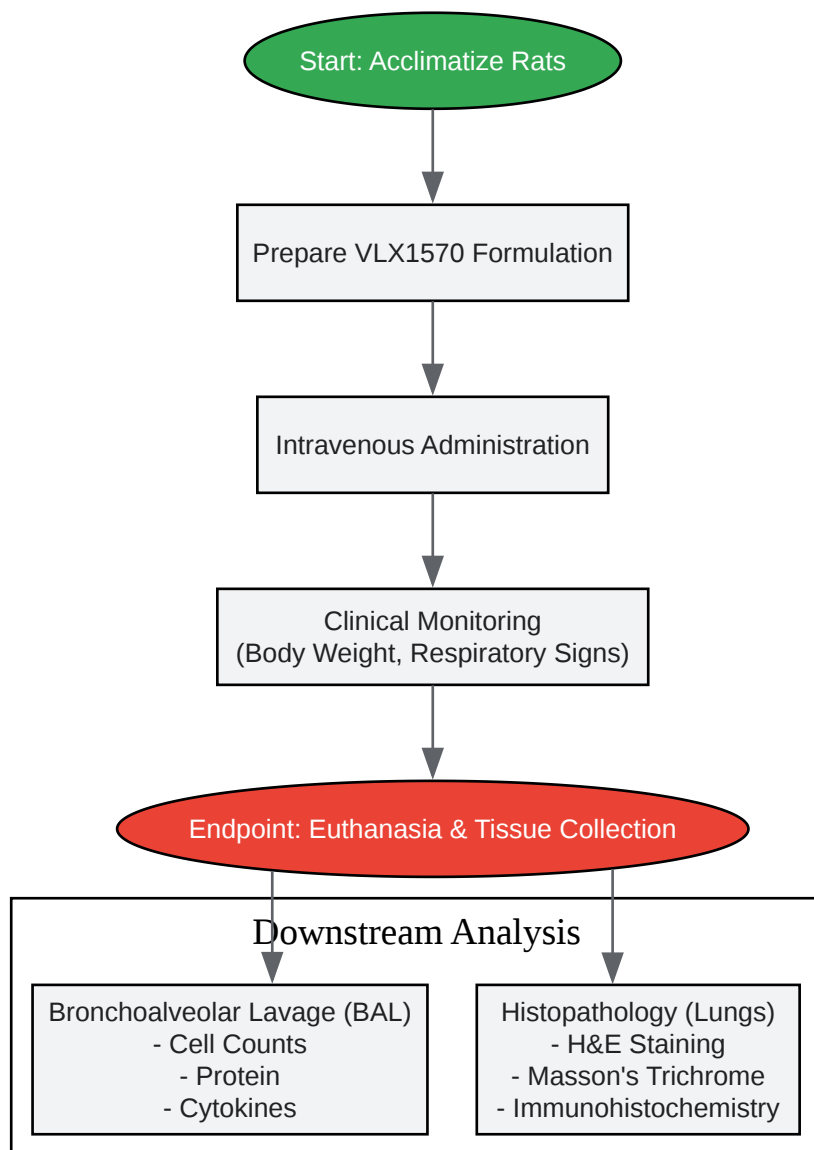 Start: Acclimatize Rats
Prepare VLX1570 Formulation
Intravenous Administration
Clinical Monitoring
(Body Weight, Respiratory Signs)
Endpoint: Euthanasia & Tissue Collection
Downstream Analysis
Bronchoalveolar Lavage (BAL)
- Cell Counts
- Protein
- Cytokines
Histopathology (Lungs)
- H&E Staining
- Masson's Trichrome
- Immunohistochemistry